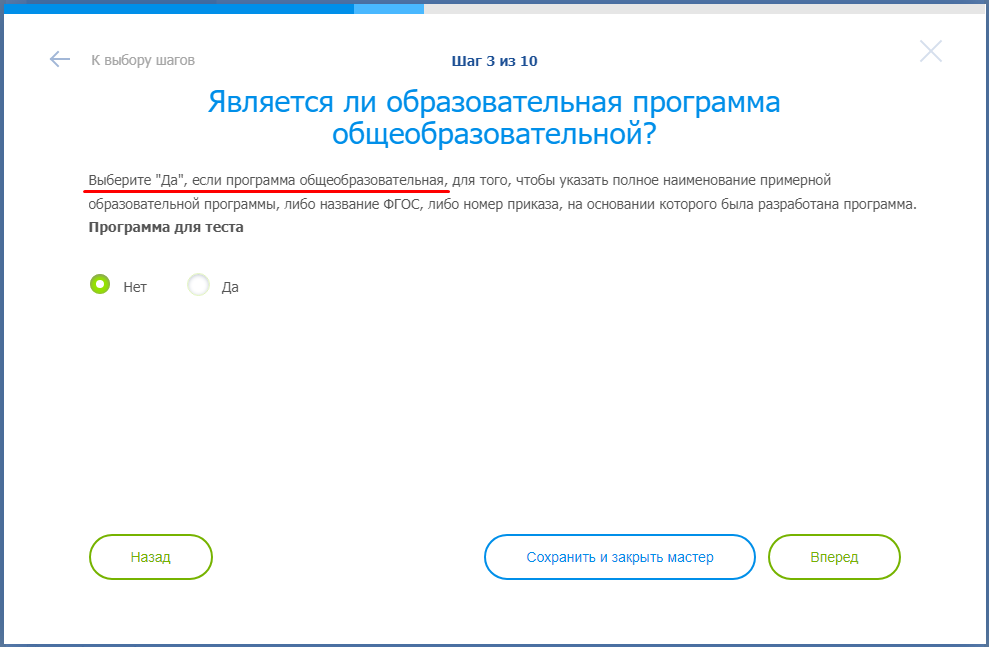 К выбору шагов
Шаг 3 из 10
Является ли образовательная программа
общеобразовательной?
Выберите "Да", если программа общеобразовательная, для того, чтобы указать полное наименование примерной
образовательной программы, либо название ФГОС, либо номер приказа, на основании которого была разработана программа.
Программа для теста
Нет
Да
Назад
Сохранить и закрыть мастер
Вперед